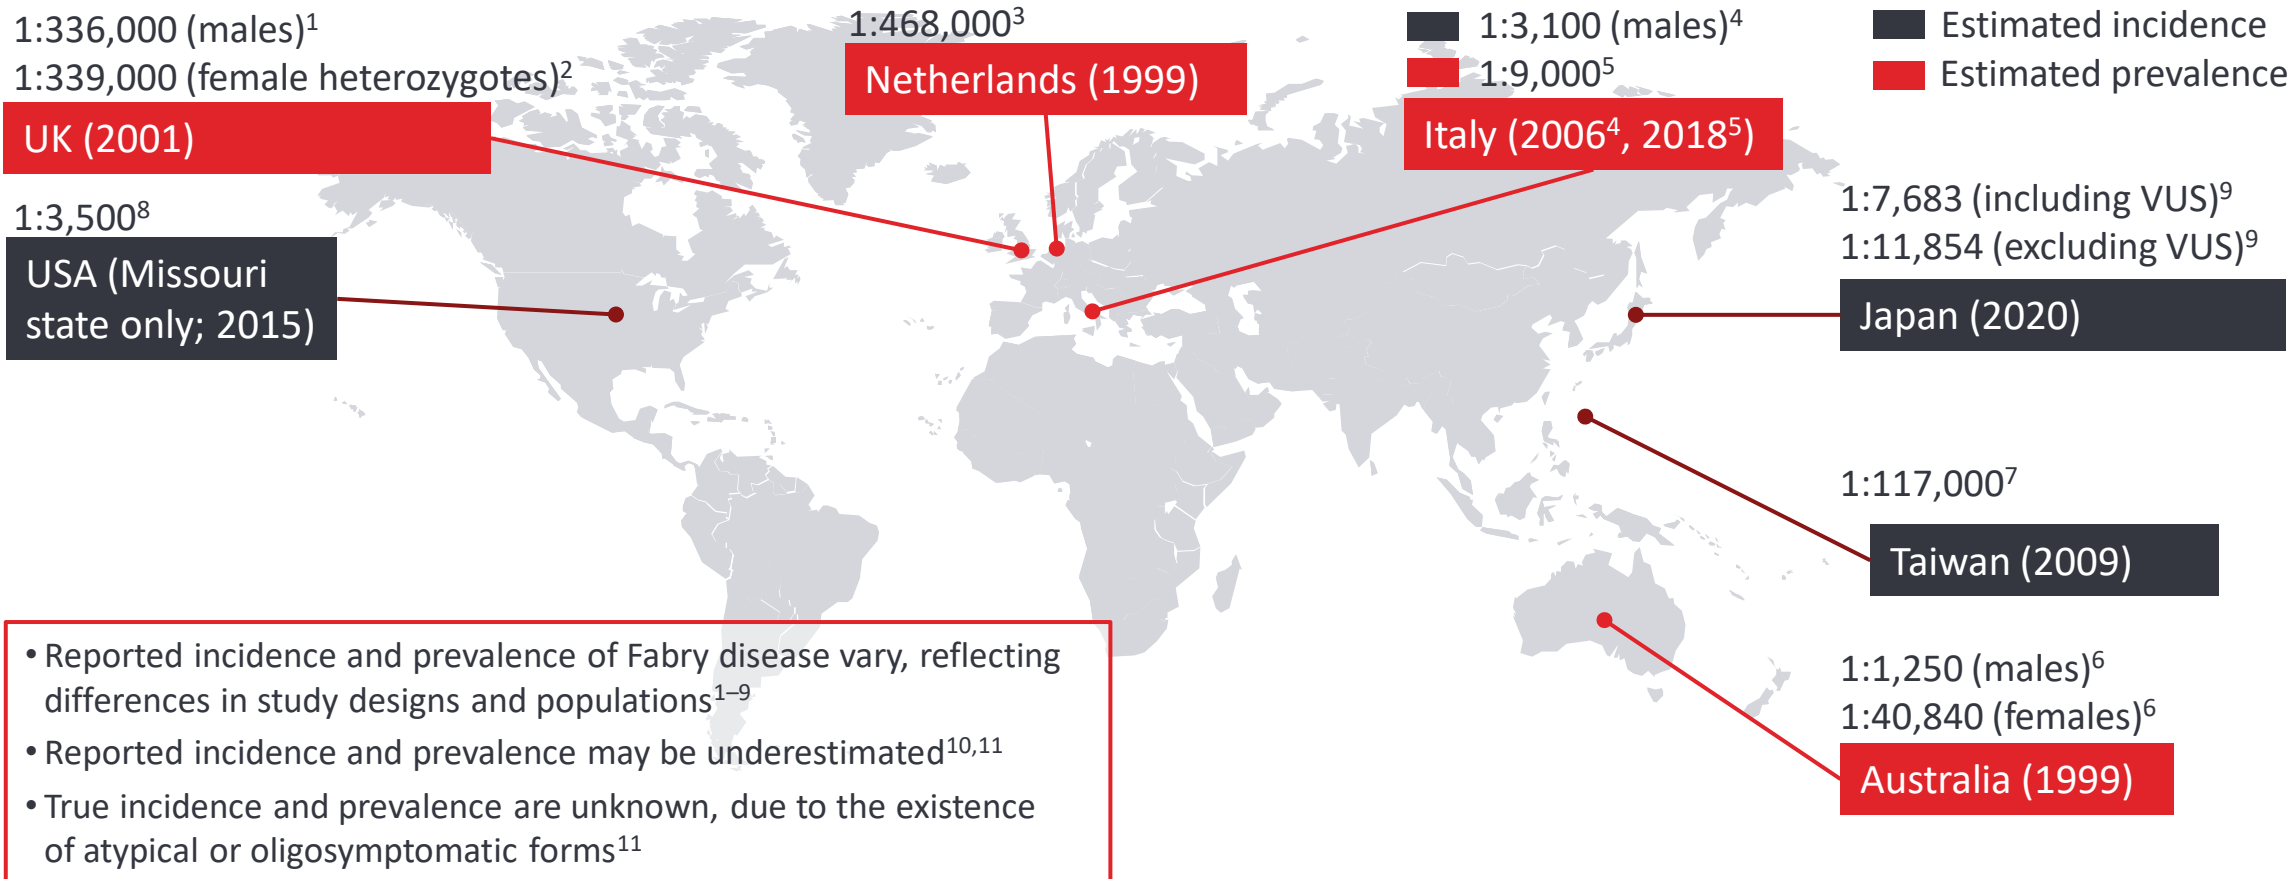 1:336,000 (males)¹
1:339,000 (female heterozygotes)²
UK (2001)
1:468,000³
Netherlands (1999)
1:3,100 (males)⁴
1:9,000⁵
Italy (2006⁴, 2018⁵)
Estimated incidence
Estimated prevalence
1:3,500⁸
USA (Missouri
state only; 2015)
1:7,683 (including VUS)⁹
1:11,854 (excluding VUS)⁹
Japan (2020)
1:117,000⁷
Taiwan (2009)
1:1,250 (males)⁶
1:40,840 (females)⁶
Australia (1999)
• Reported incidence and prevalence of Fabry disease vary, reflecting
differences in study designs and populations¹⁻⁹
• Reported incidence and prevalence may be underestimated¹⁰,¹¹
• True incidence and prevalence are unknown, due to the existence
of atypical or oligosymptomatic forms¹¹